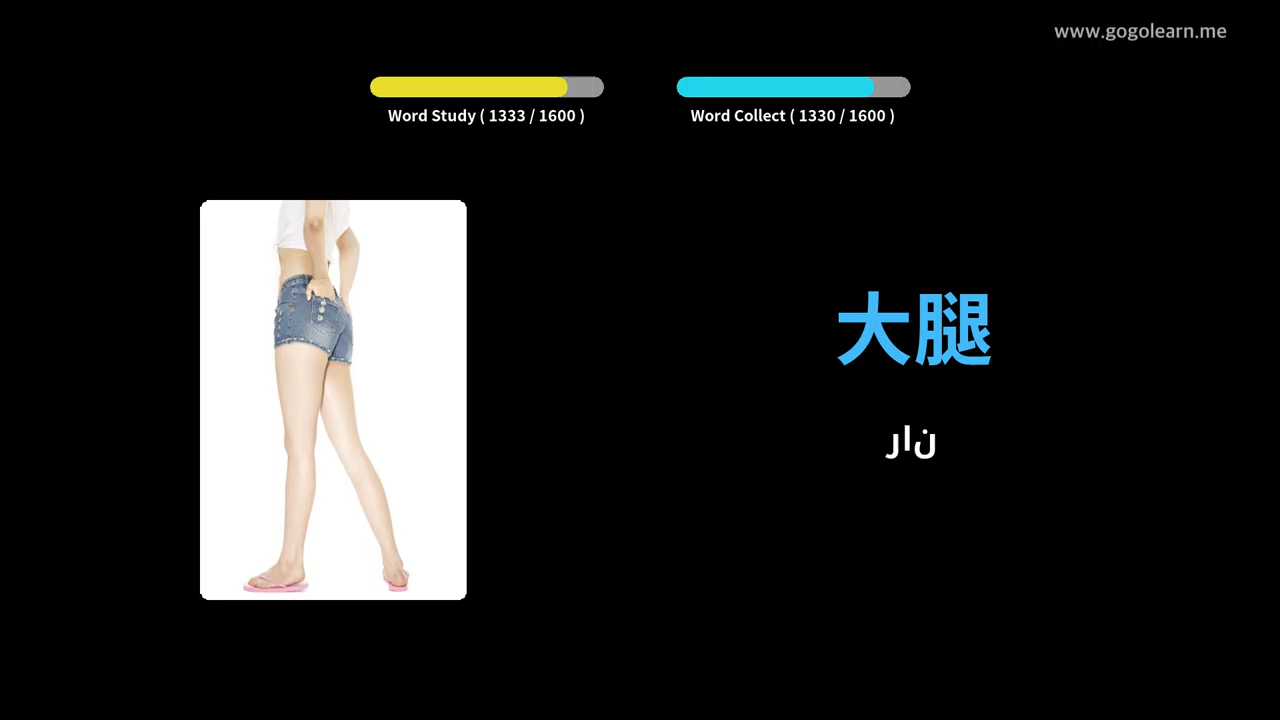 www.gogolearn.me
Word Study ( 1333 / 1600 )
Word Collect ( 1330 / 1600 )
大腿
ران